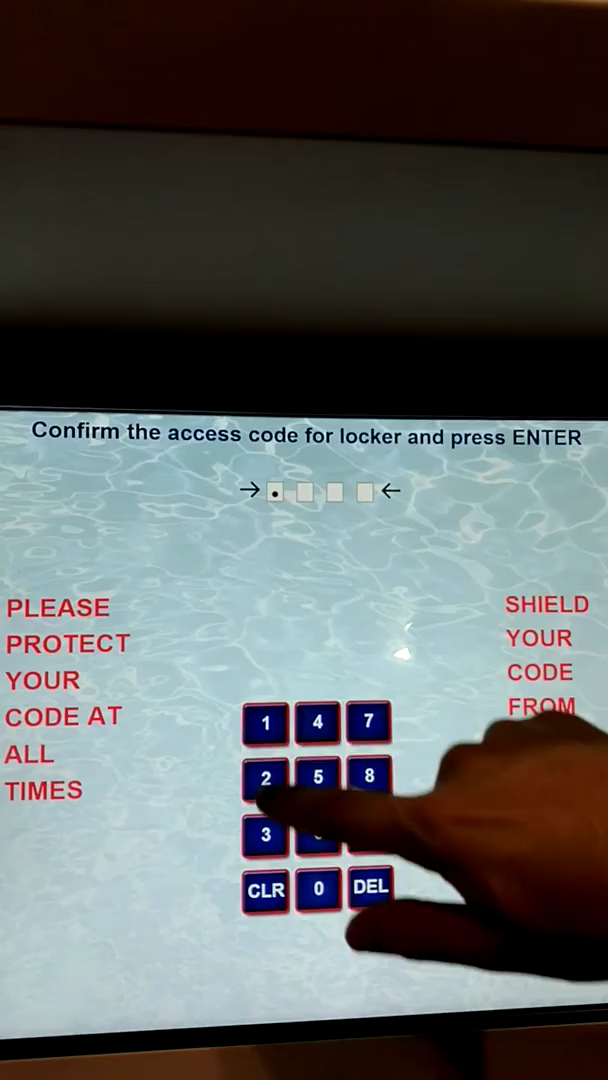 Confirm the access code for locker and press ENTER
→ ←
PLEASE
PROTECT
YOUR
CODE AT
ALL
TIMES
SHIELD
YOUR
CODE
FROM
1 4 7
2 5 8
3
CLR 0 DEL